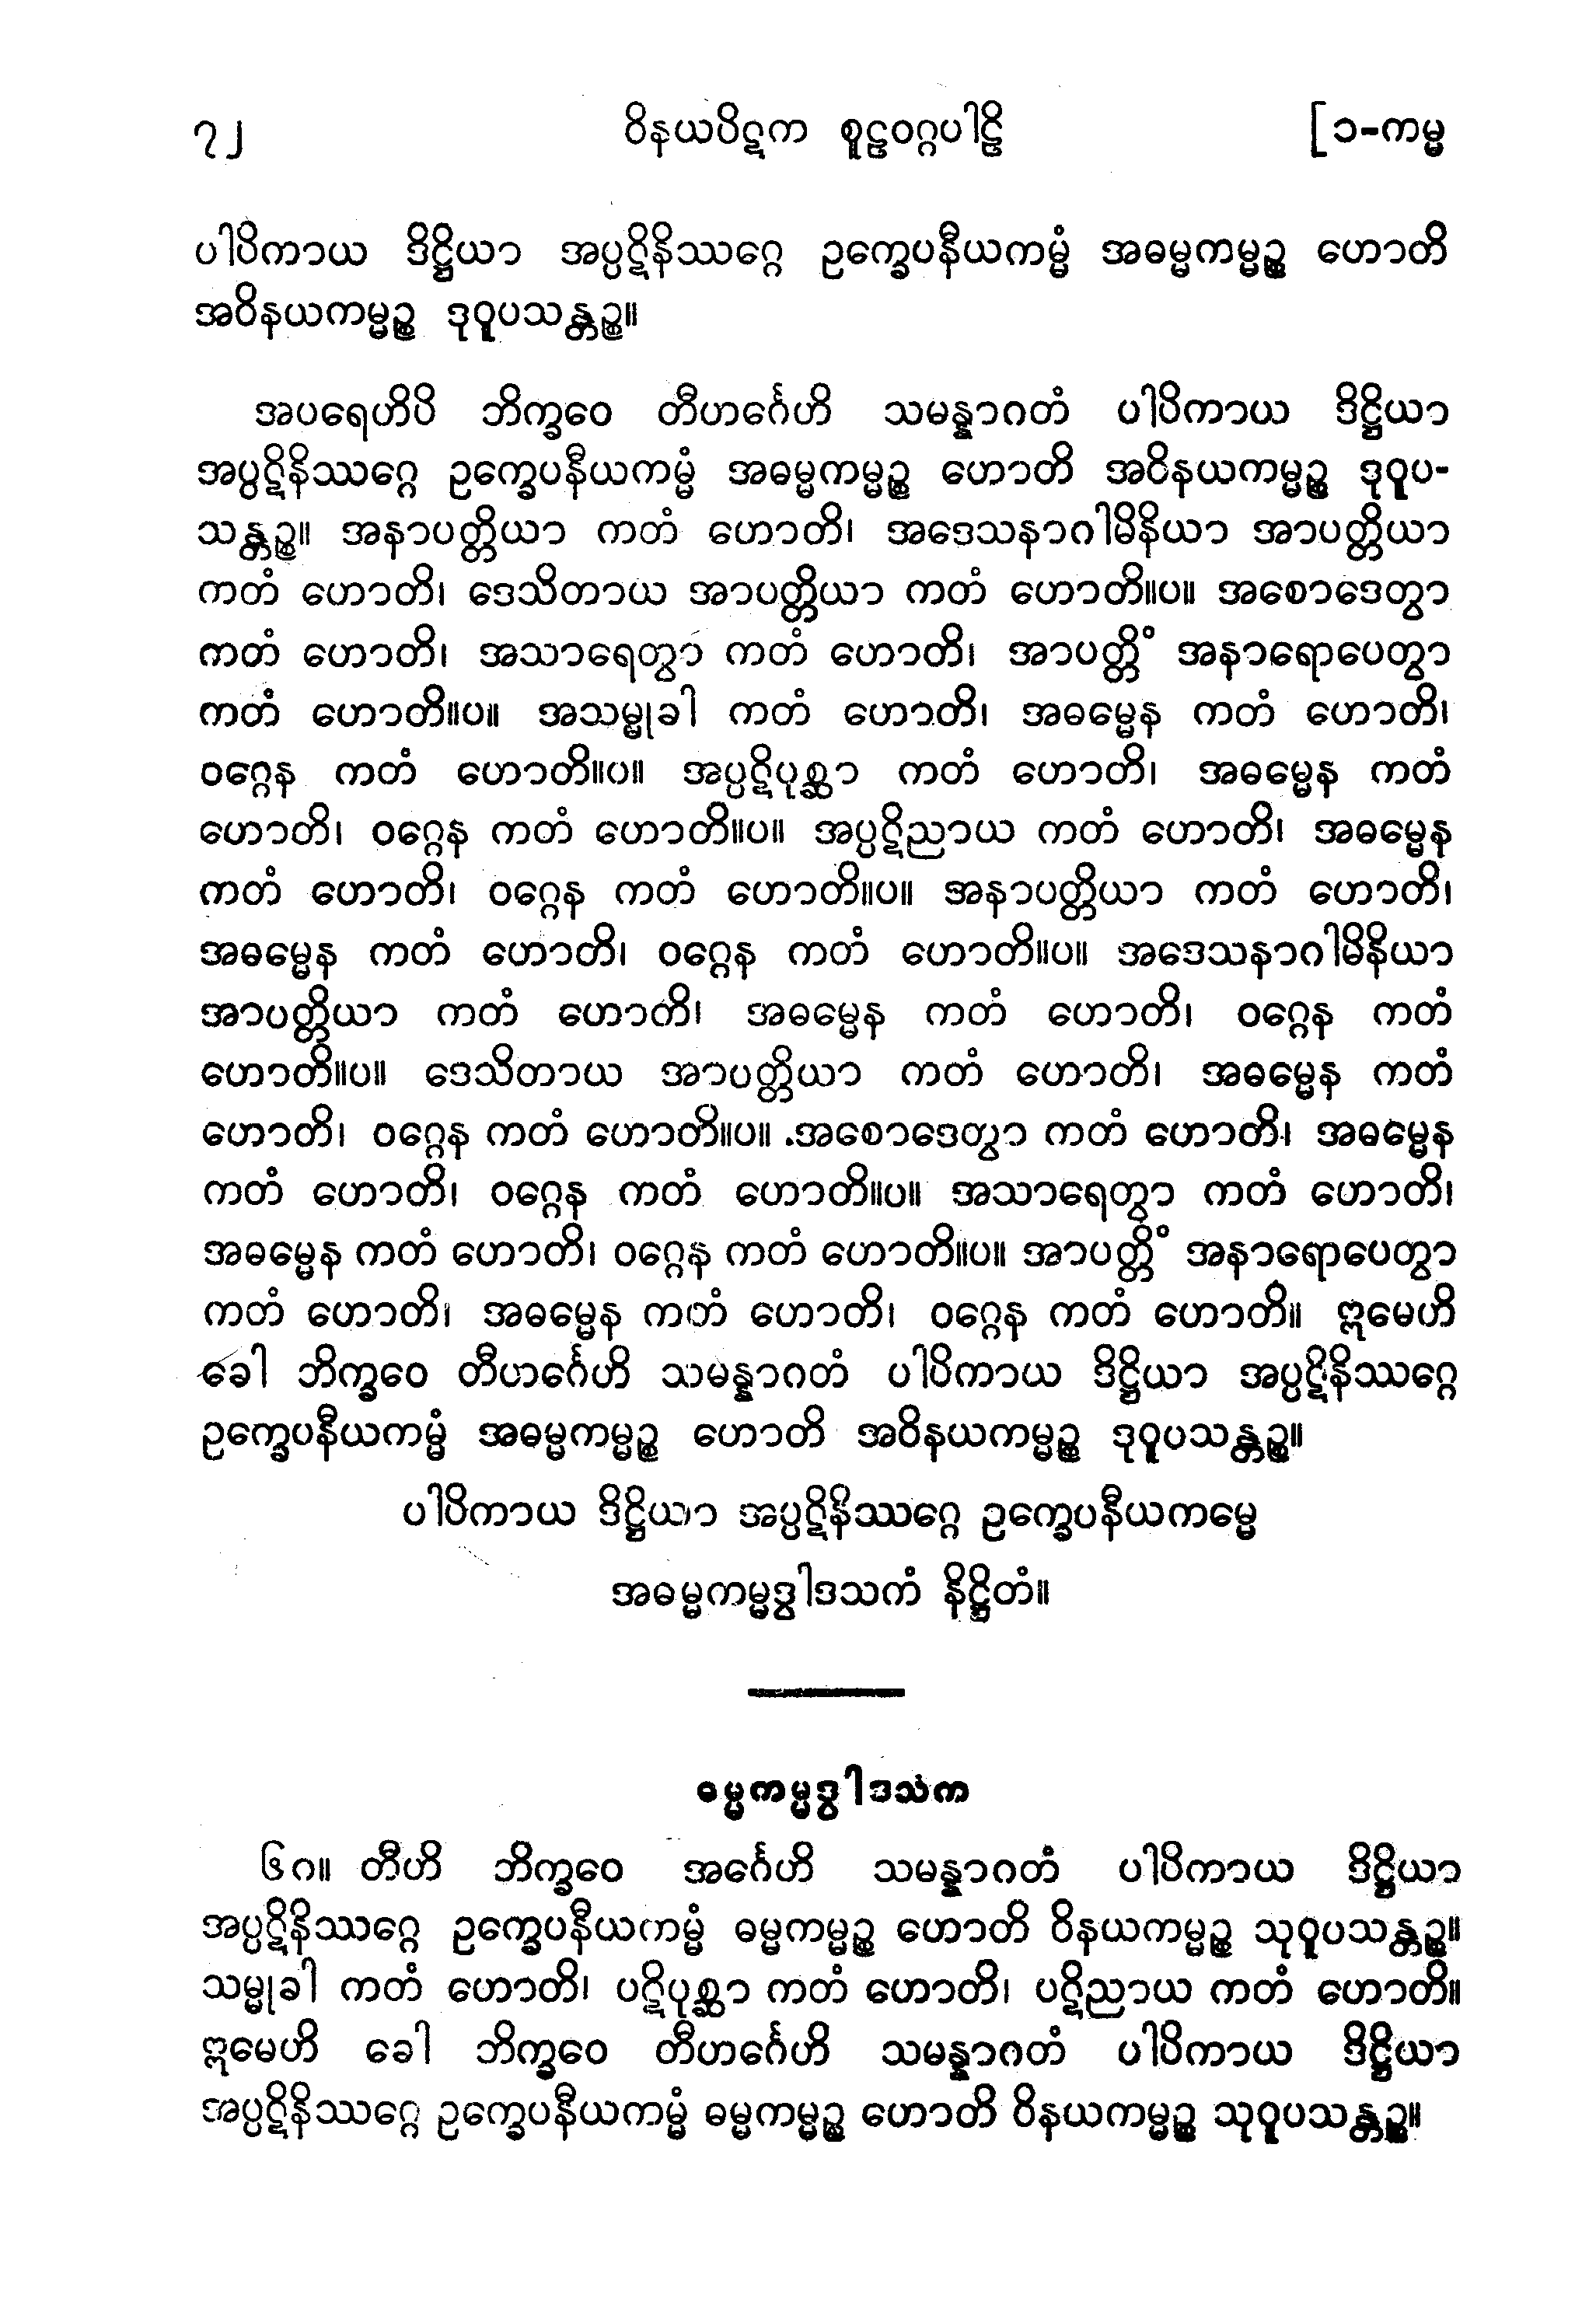 ၇၂ ဝိနယပိဋက စူဠဝဂ္ဂပါဠိ [၁-ကမ္မ
ပါပိကာယ ဒိဋ္ဌိယာ အပ္ပဋိနိဿဂ္ဂေ ဥက္ခေပနီယကမ္မံ အဓမ္မကမ္မဉ္စ ဟောတိ
အဝိနယကမ္မဉ္စ ဒုဝူပသန္တဉ္စ။
အပရေဟိပိ ဘိက္ခဝေ တီဟင်္ဂေဟိ သမန္နာဂတံ ပါပိကာယ ဒိဋ္ဌိယာ
အပ္ပဋိနိဿဂ္ဂေ ဥက္ခေပနီယကမ္မံ အဓမ္မကမ္မဉ္စ ဟောတိ အဝိနယကမ္မဉ္စ ဒုဝူပ-
သန္တဉ္စ။ အနာပတ္တိယာ ကတံ ဟောတိ၊ အဒေသနာဂါမိနိယာ အာပတ္တိယာ
ကတံ ဟောတိ၊ ဒေသိတာယ အာပတ္တိယာ ကတံ ဟောတိ။ပ။ အစောဒေတွာ
ကတံ ဟောတိ၊ အသာရေတွာ ကတံ ဟောတိ၊ အာပတ္တိံ အနာရောပေတွာ
ကတံ ဟောတိ။ပ။ အသမ္မုခါ ကတံ ဟောတိ၊ အဓမ္မေန ကတံ ဟောတိ၊
ဝဂ္ဂေန ကတံ ဟောတိ။ပ။ အပ္ပဋိပုစ္ဆာ ကတံ ဟောတိ၊ အဓမ္မေန ကတံ
ဟောတိ၊ ဝဂ္ဂေန ကတံ ဟောတိ။ပ။ အပ္ပဋိညာယ ကတံ ဟောတိ၊ အဓမ္မေန
ကတံ ဟောတိ၊ ဝဂ္ဂေန ကတံ ဟောတိ။ပ။ အနာပတ္တိယာ ကတံ ဟောတိ၊
အဓမ္မေန ကတံ ဟောတိ၊ ဝဂ္ဂေန ကတံ ဟောတိ။ပ။ အဒေသနာဂါမိနိယာ
အာပတ္တိယာ ကတံ ဟောတိ၊ အဓမ္မေန ကတံ ဟောတိ၊ ဝဂ္ဂေန ကတံ
ဟောတိ။ပ။ ဒေသိတာယ အာပတ္တိယာ ကတံ ဟောတိ၊ အဓမ္မေန ကတံ
ဟောတိ၊ ဝဂ္ဂေန ကတံ ဟောတိ။ပ။ အစောဒေတွာ ကတံ ဟောတိ၊ အဓမ္မေန
ကတံ ဟောတိ၊ ဝဂ္ဂေန ကတံ ဟောတိ။ပ။ အသာရေတွာ ကတံ ဟောတိ၊
အဓမ္မေန ကတံ ဟောတိ၊ ဝဂ္ဂေန ကတံ ဟောတိ။ပ။ အာပတ္တိံ အနာရောပေတွာ
ကတံ ဟောတိ၊ အဓမ္မေန ကတံ ဟောတိ၊ ဝဂ္ဂေန ကတံ ဟောတိ။ ဣမေဟိ
ခေါ ဘိက္ခဝေ တီဟင်္ဂေဟိ သမန္နာဂတံ ပါပိကာယ ဒိဋ္ဌိယာ အပ္ပဋိနိဿဂ္ဂေ
ဥက္ခေပနီယကမ္မံ အဓမ္မကမ္မဉ္စ ဟောတိ အဝိနယကမ္မဉ္စ ဒုဝူပသန္တဉ္စ။
ပါပိကာယ ဒိဋ္ဌိယာ အပ္ပဋိနိဿဂ္ဂေ ဥက္ခေပနီယကမ္မေ
အဓမ္မကမ္မဒွါဒသကံ နိဋ္ဌိတံ။
ဓမ္မကမ္မဒွါဒသံက
၆ဂ။ တီဟိ ဘိက္ခဝေ အင်္ဂေဟိ သမန္နာဂတံ ပါပိကာယ ဒိဋ္ဌိယာ
အပ္ပဋိနိဿဂ္ဂေ ဥက္ခေပနီယကမ္မံ ဓမ္မကမ္မဉ္စ ဟောတိ ဝိနယကမ္မဉ္စ သုဝူပသန္တဉ္စ။
သမ္မုခါ ကတံ ဟောတိ၊ ပဋိပုစ္ဆာ ကတံ ဟောတိ၊ ပဋိညာယ ကတံ ဟောတိ။
ဣမေဟိ ခေါ ဘိက္ခဝေ တီဟင်္ဂေဟိ သမန္နာဂတံ ပါပိကာယ ဒိဋ္ဌိယာ
အပ္ပဋိနိဿဂ္ဂေ ဥက္ခေပနီယကမ္မံ ဓမ္မကမ္မဉ္စ ဟောတိ ဝိနယကမ္မဉ္စ သုဝူပသန္တဉ္စ။